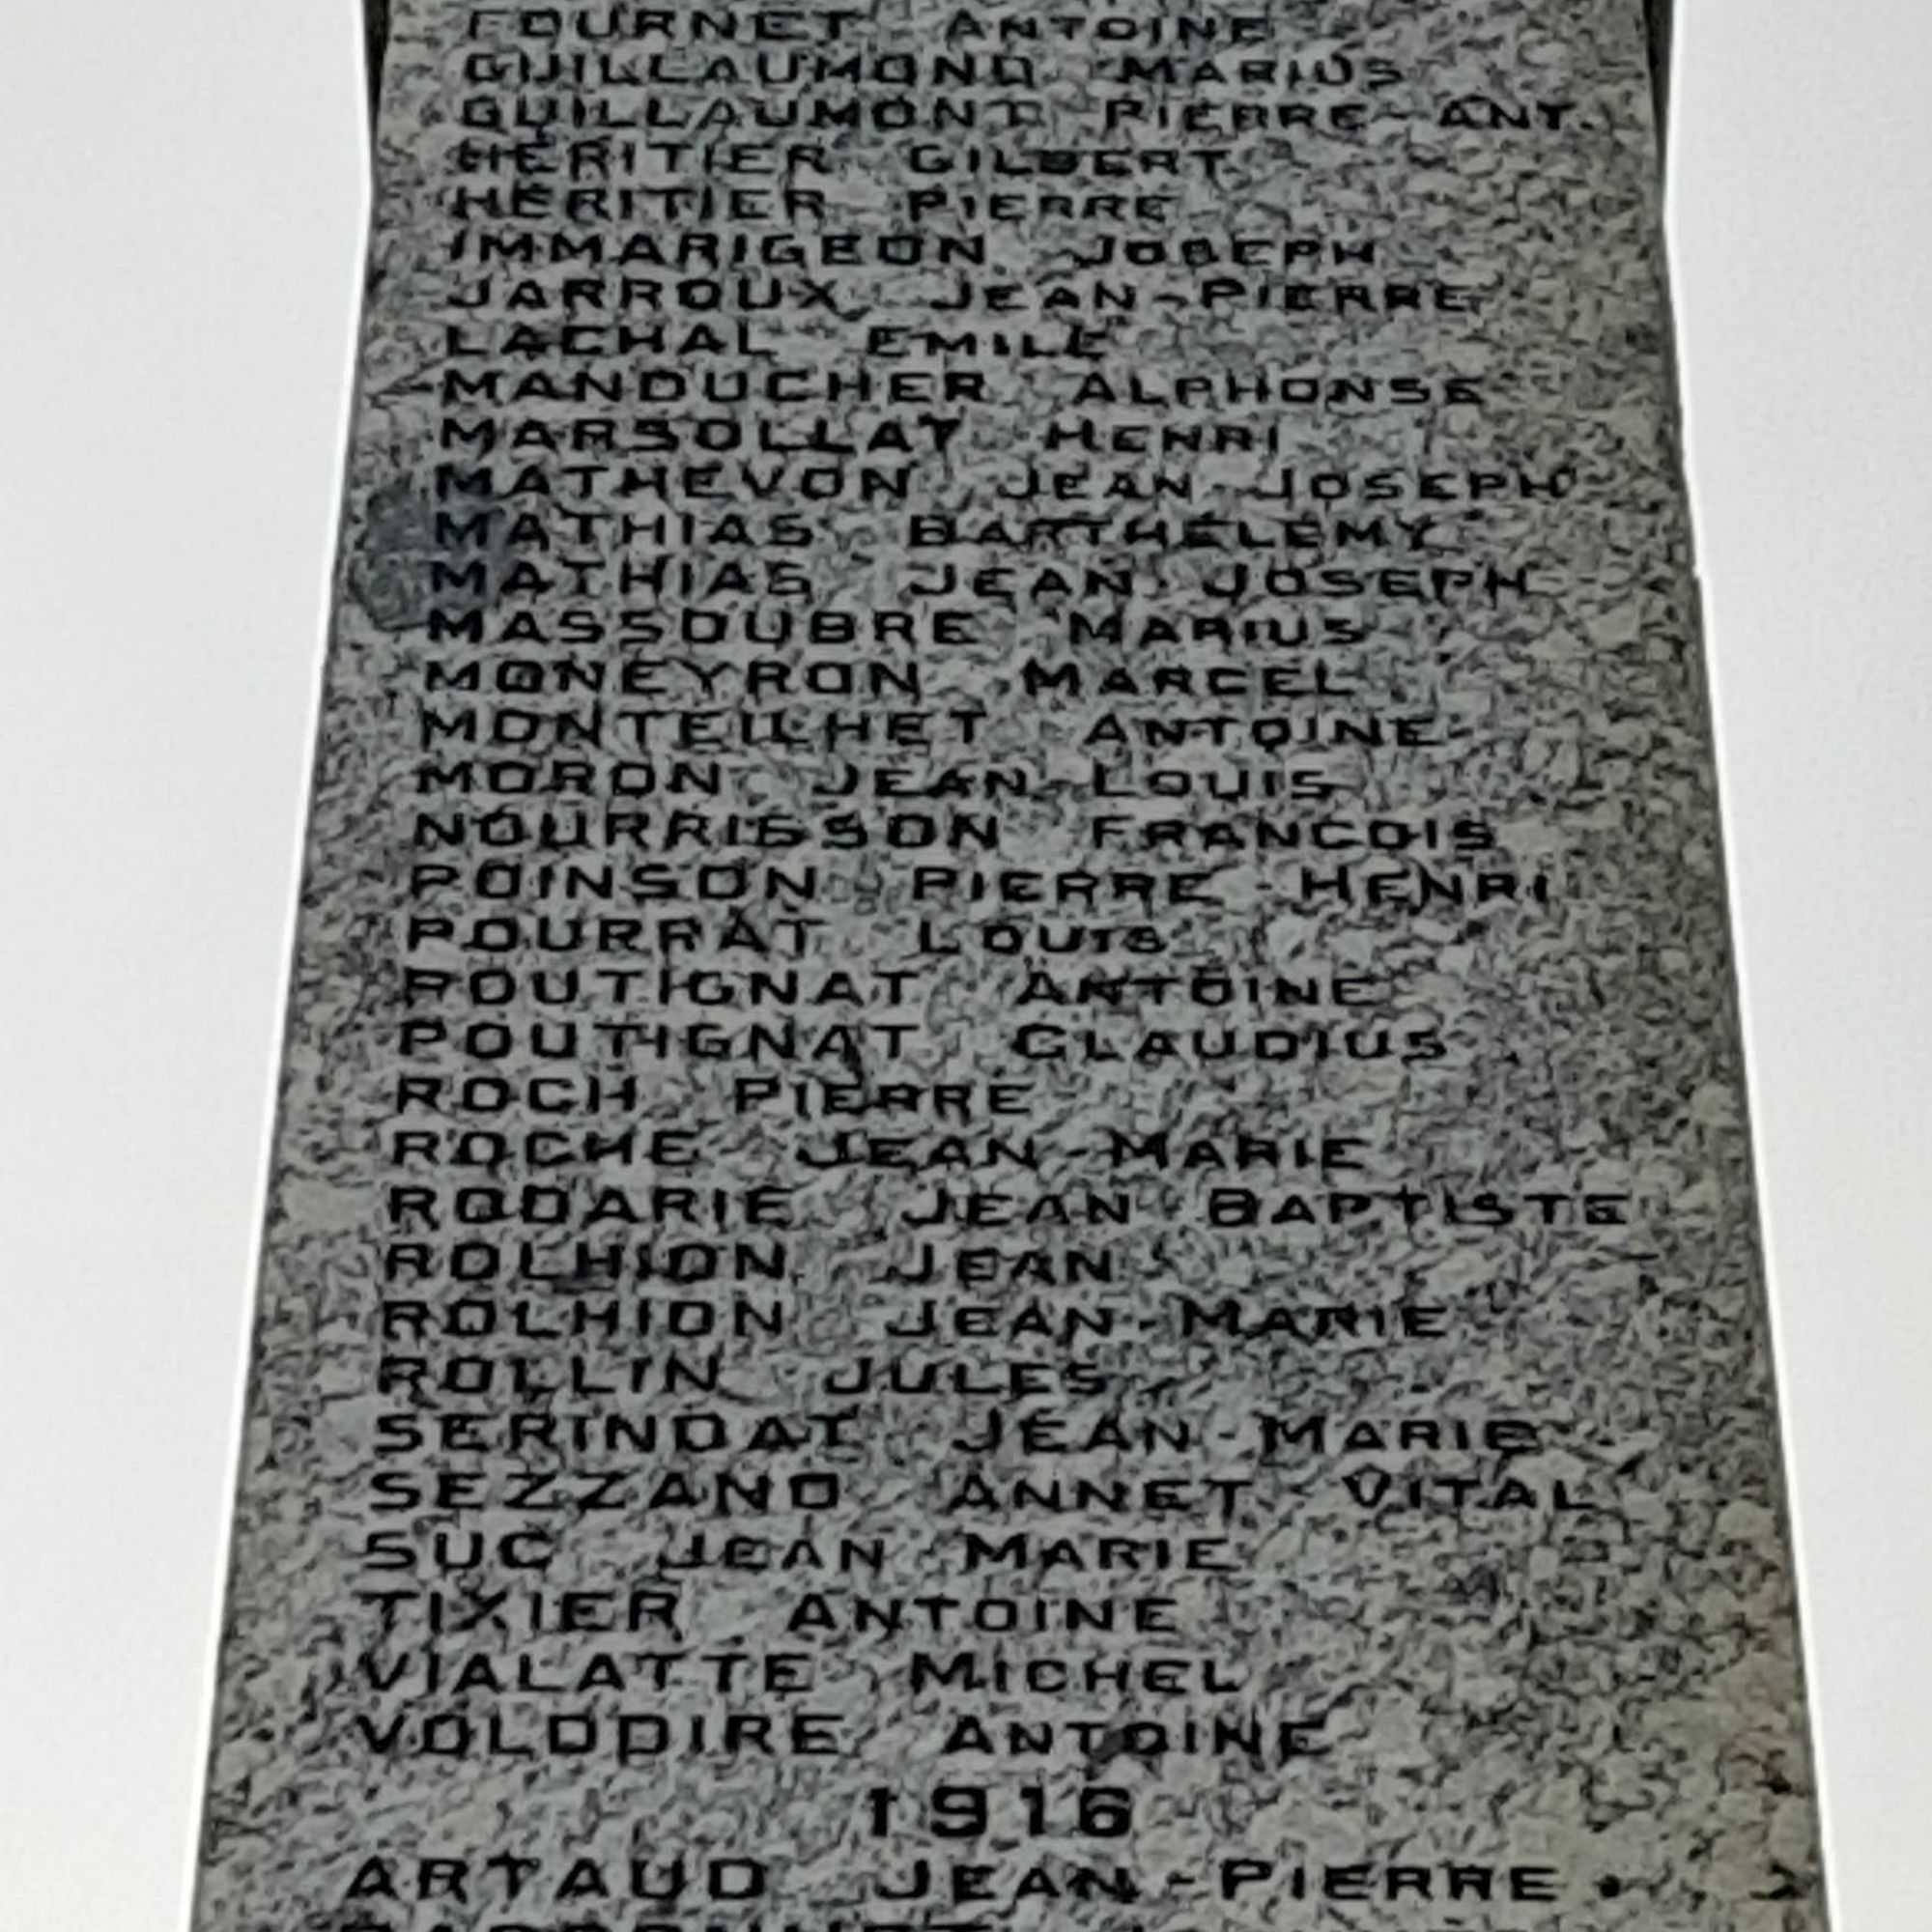 FOURNET ANTOINE
GUILLAUMOND MARIUS
GUILLAUMONT PIERRE-ANT.
HERITIER GILBERT
HERITIER PIERRE
IMMARIGEON JOSEPH
JARROUX JEAN-PIERRE
LACHAL EMILE
MANDUCHER ALPHONSE
MARSOLLAT HENRI
MATHEVON JEAN-JOSEPH
MATHIAS BARTHELEMY
MATHIAS JEAN-JOSEPH
MASSOUBRE MARIUS
MONEYRON MARCEL
MONTEILHET ANTOINE
MORON JEAN-LOUIS
NOURRISSON FRANCOIS
POINSON PIERRE-HENRI
POURRAT LOUIS
POUTIGNAT ANTOINE
POUTIGNAT CLAUDIUS
ROCH PIERRE
ROCHE JEAN-MARIE
RODARIE JEAN-BAPTISTE
ROLHION JEAN
ROLHION JEAN-MARIE
ROLLIN JULES
SERINDAT JEAN-MARIE
SEZZANO ANNET VITAL
SUC JEAN-MARIE
TIXIER ANTOINE
VIALATTE MICHEL
VOLODIRE ANTOINE
1916
ARTAUD JEAN-PIERRE